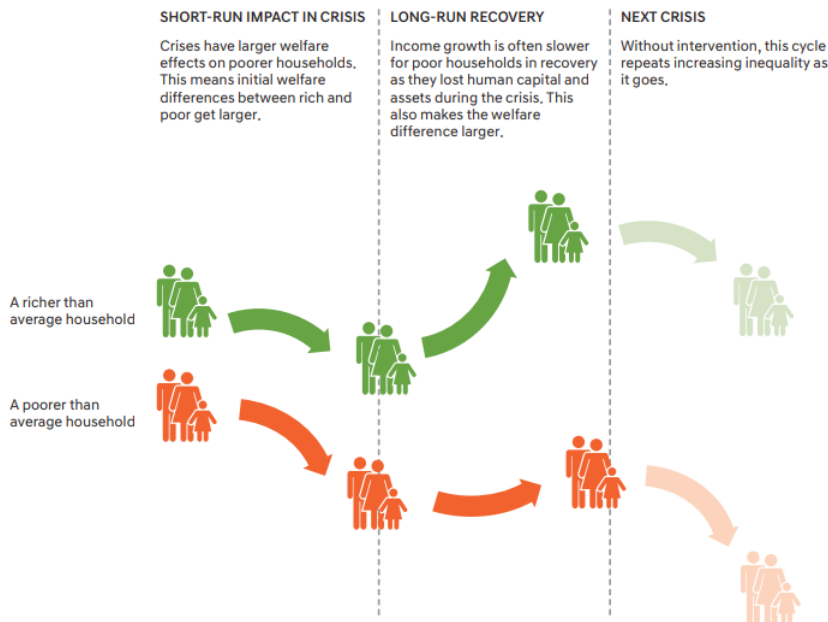 SHORT-RUN IMPACT IN CRISIS
Crises have larger welfare
effects on poorer households.
This means initial welfare
differences between rich and
poor get larger.
LONG-RUN RECOVERY
Income growth is often slower
for poor households in recovery
as they lost human capital and
assets during the crisis. This
also makes the welfare
difference larger.
NEXT CRISIS
Without intervention, this cycle
repeats increasing inequality as
it goes.
A richer than
average household
A poorer than
average household